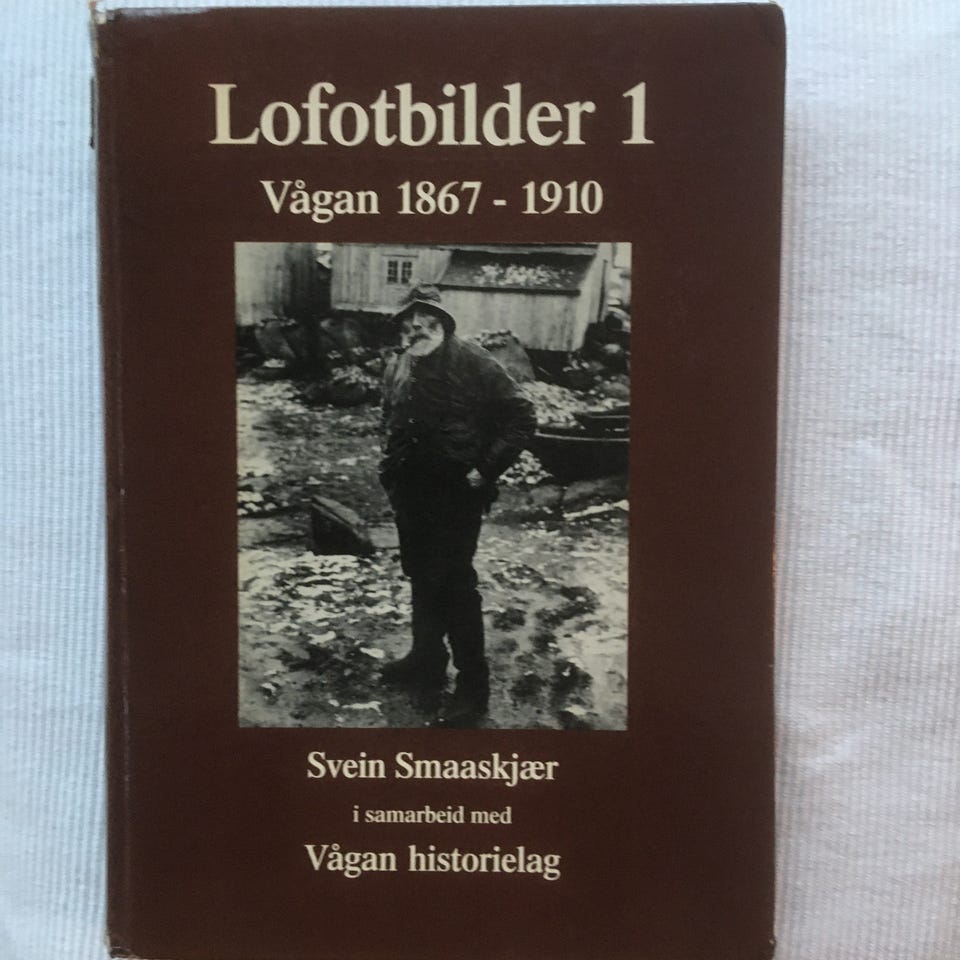 Lofotbilder 1
Vågan 1867 - 1910
Svein Smaaskjær
i samarbeid med
Vågan historielag